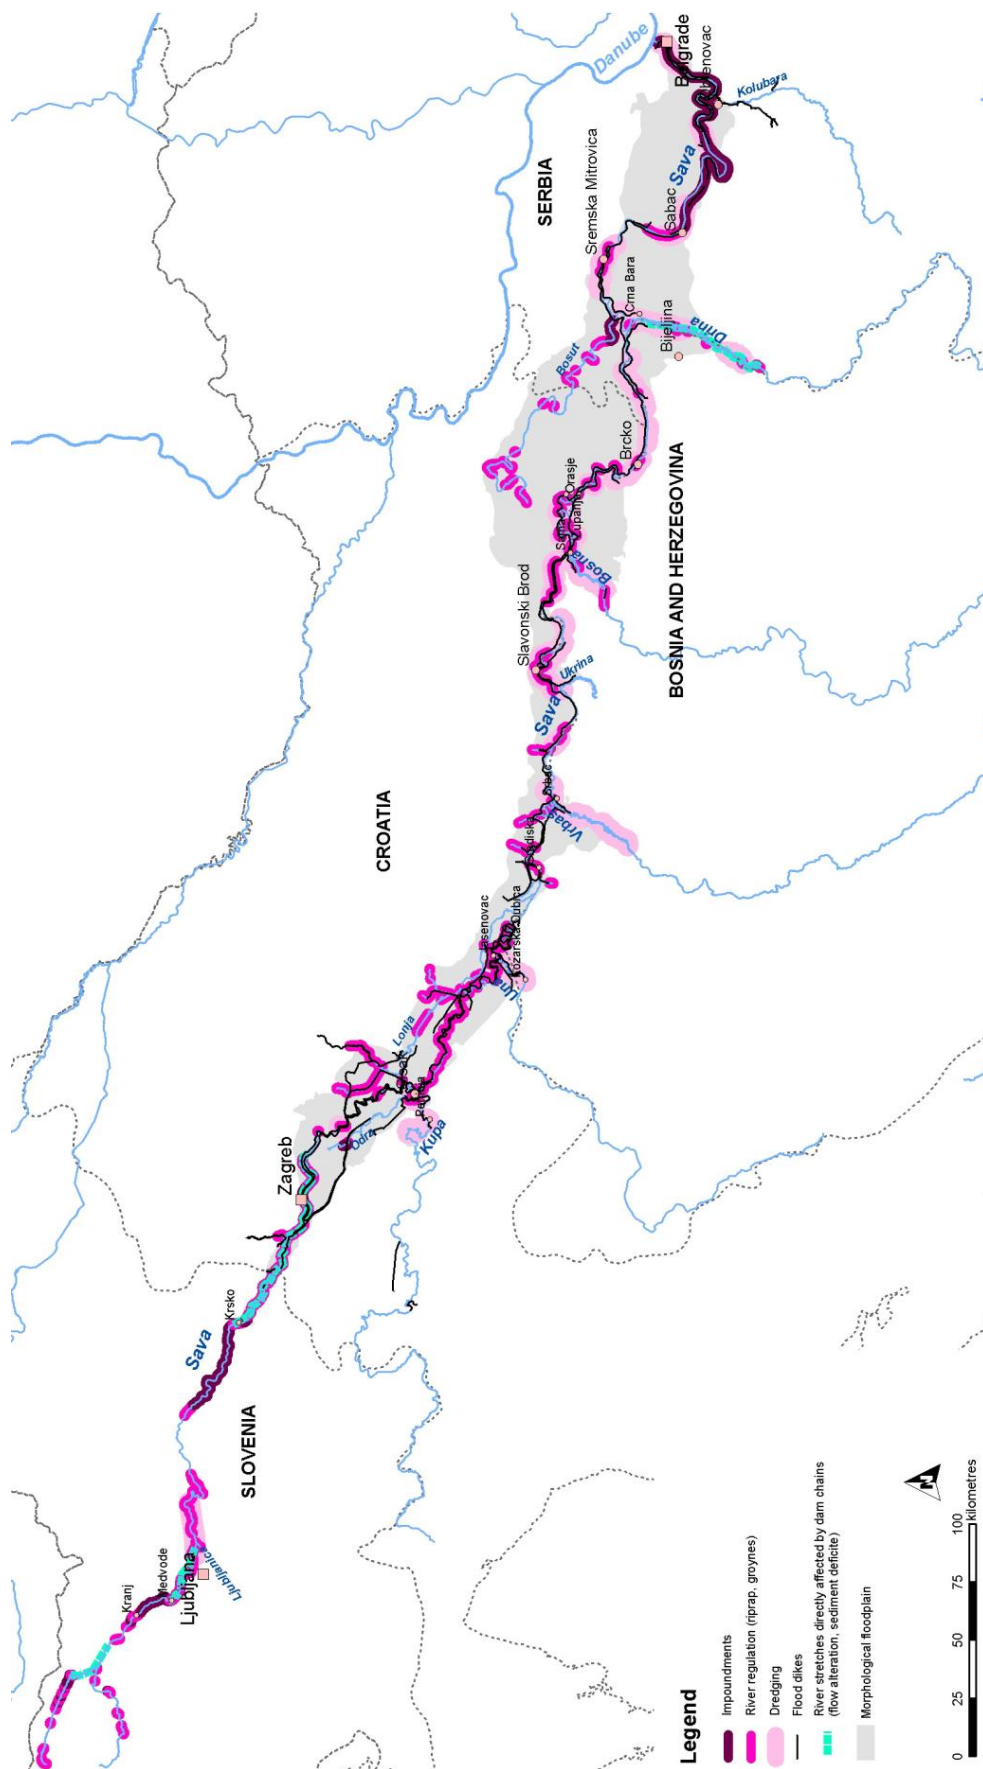 Danube
Belgrade
Kolubara
Sava
Sabac
SERBIA
Sremska Mitrovica
Crna Bara
Bijeljina
Drina
Bosut
Brcko
BOSNIA AND HERZEGOVINA
Bosna
Slavonski Brod
Ukrina
Sava
Vrbas
CROATIA
Jasenovac
Kozarska Dubica
Una
Lonja
Odra
Kupa
Zagreb
Krsko
Sava
SLOVENIA
Kranj
Medvode
Ljubljana
Ljubljanica
Legend
Impoundments
River regulation (riprap, groynes)
Dredging
Flood dikes
River stretches directly affected by dam chains
(flow alteration, sediment deficite)
Morphological floodplain
N
0 25 50 75 100
kilometres